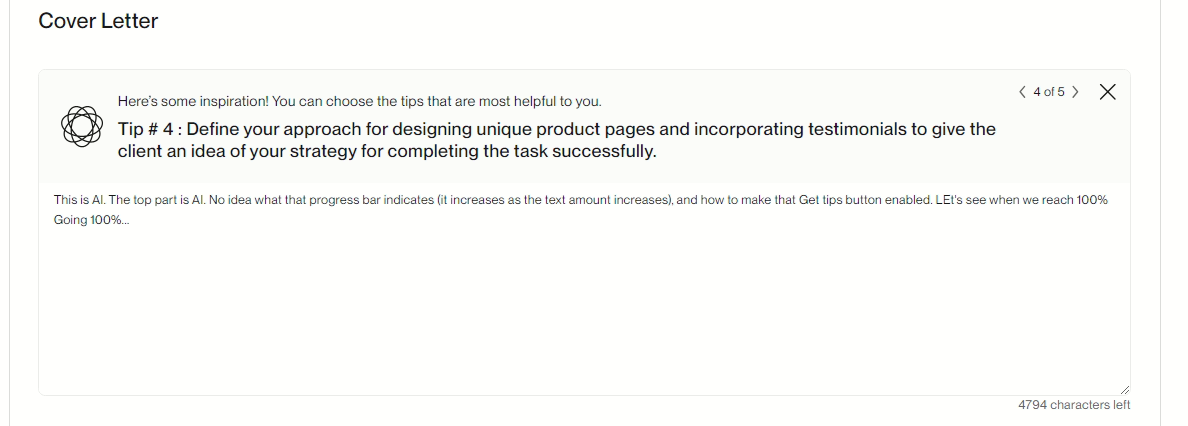 Cover Letter
Here's some inspiration! You can choose the tips that are most helpful to you.
4 of 5
Tip # 4 : Define your approach for designing unique product pages and incorporating testimonials to give the
client an idea of your strategy for completing the task successfully.
This is AI. The top part is AI. No idea what that progress bar indicates (it increases as the text amount increases), and how to make that Get tips button enabled. LEt's see when we reach 100%
Going 100%...
4794 characters left